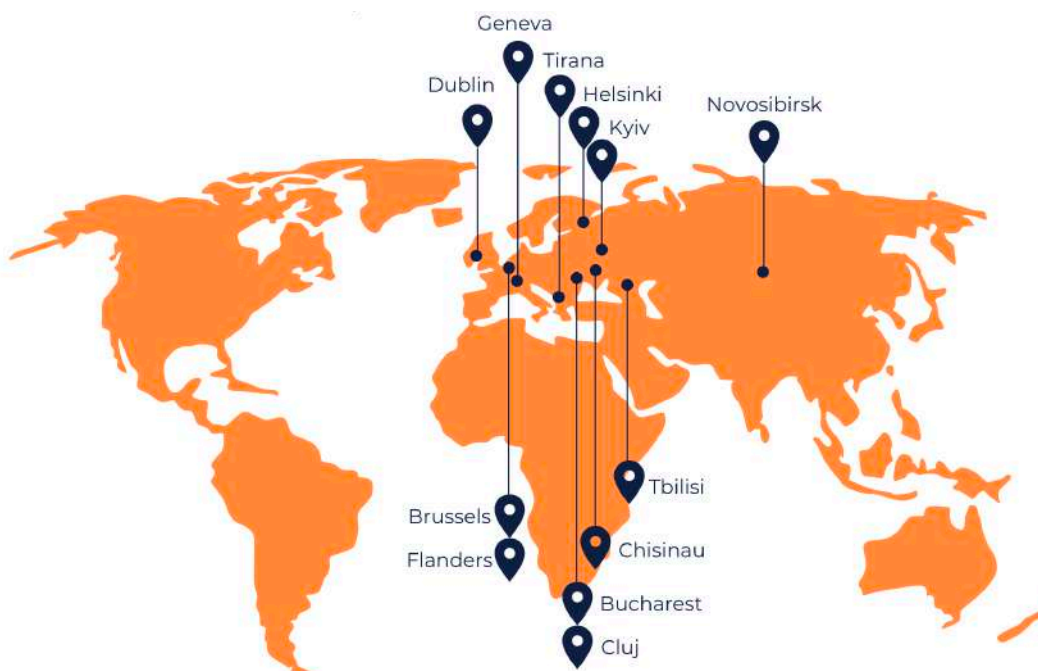 Geneva
Tirana
Dublin
Helsinki
Novosibirsk
Kyiv
Tbilisi
Brussels
Chisinau
Flanders
Bucharest
Cluj